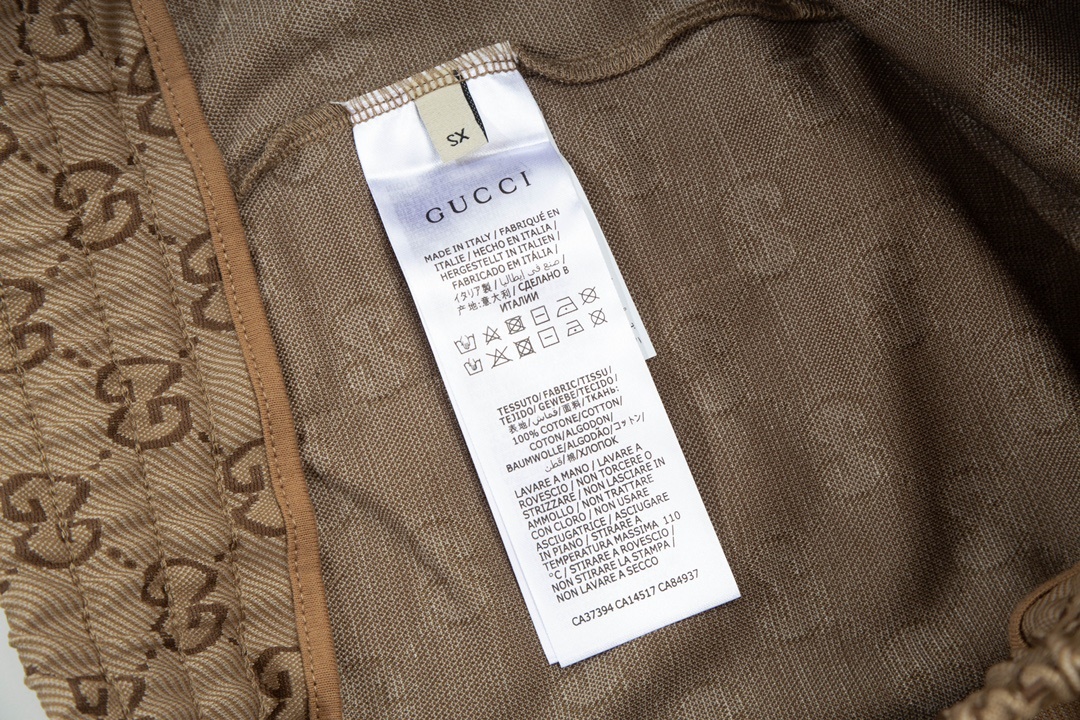 XS
GUCCI
MADE IN ITALY / FABRIQUÉ EN
ITALIE / HECHO EN ITALIA /
HERGESTELLT IN ITALIEN /
FABRICADO EM ITÁLIA /
イタリア製 / صنع في إيطاليا /
产地:意大利 / СДЕЛАНО В
ИТАЛИИ
TESSUTO/FABRIC/TISSU/
TEJIDO/GEWEBE/TECIDO/
表地/قماش/面料/ТКАНЬ:
100% COTONE/COTTON/
COTON/ALGODON/
BAUMWOLLE/ALGODÃO/コットン/
قطن/棉/ХЛОПОК
LAVARE A MANO / LAVARE A
ROVESCIO / NON TORCERE O
STRIZZARE / NON LASCIARE IN
AMMOLLO / NON TRATTARE
CON CLORO / NON USARE
ASCIUGATRICE / ASCIUGARE
IN PIANO / STIRARE A
TEMPERATURA MASSIMA 110
°C / STIRARE A ROVESCIO /
NON STIRARE LA STAMPA /
NON LAVARE A SECCO
CA37394 CA14517 CA84937